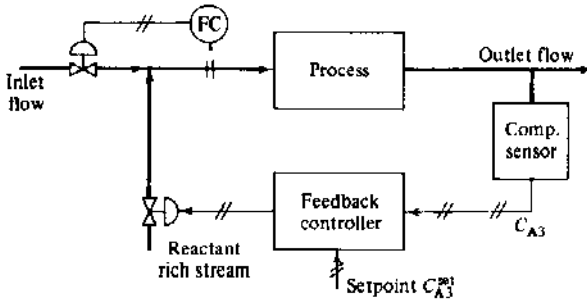 FC
Inlet
flow
Process
Outlet flow
Comp.
sensor
Feedback
controller
C_A3
Reactant
rich stream
Setpoint C_A3^set